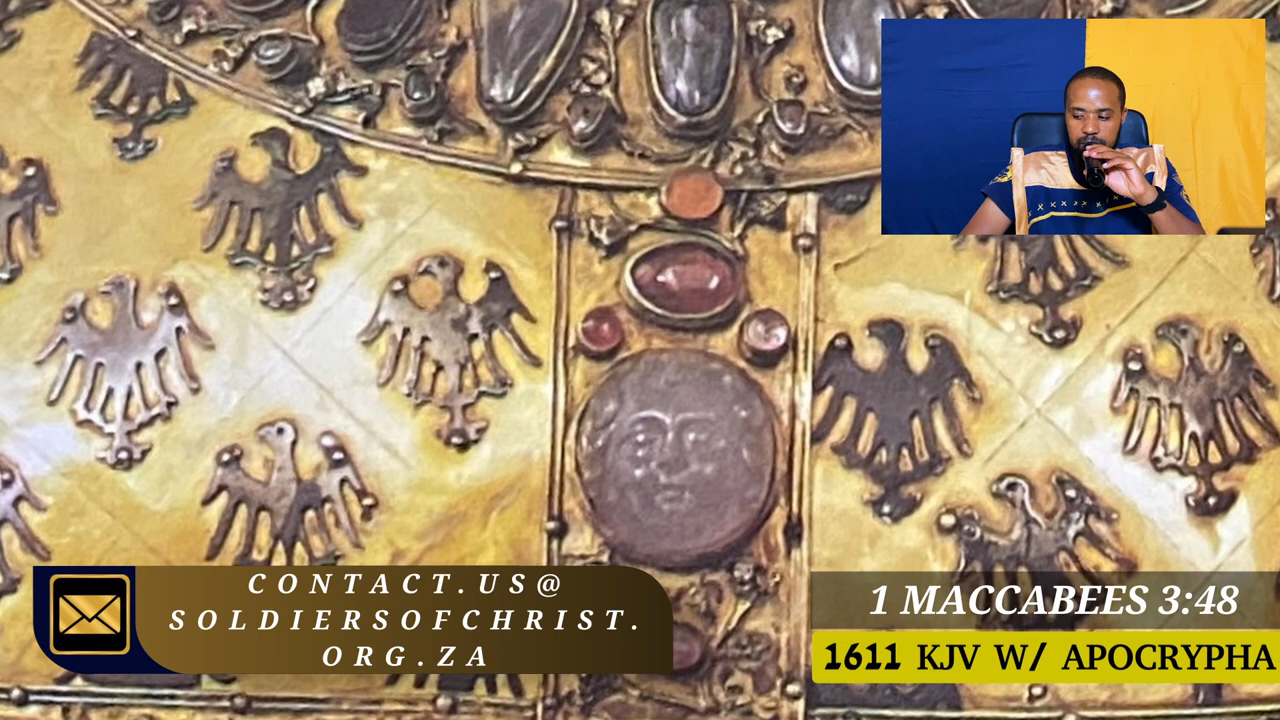 CONTACT.US@
SOLDIERSOFCHRIST.
ORG.ZA
1 MACCABEES 3:48
1611 KJV W/ APOCRYPHA